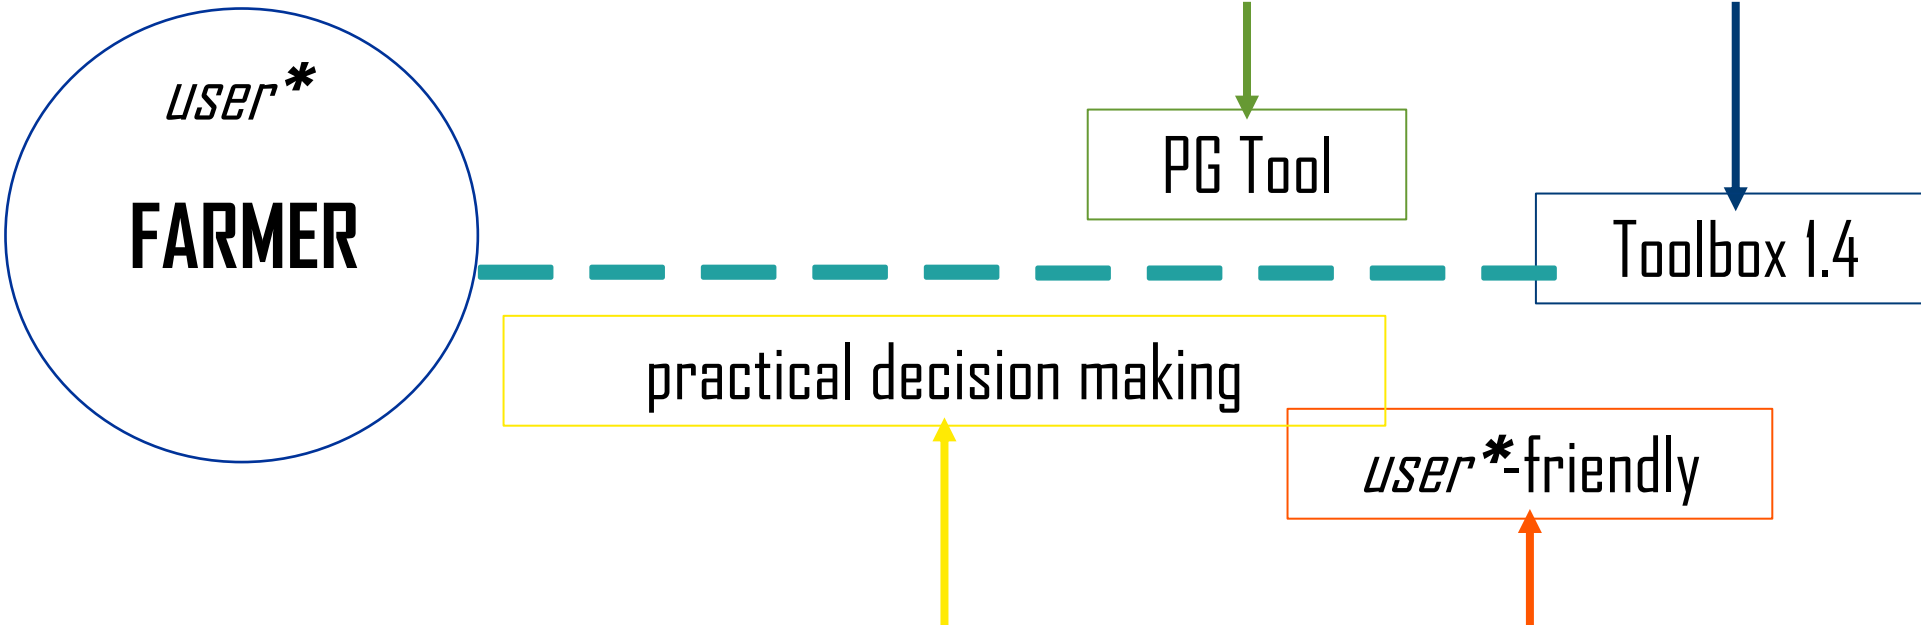 user*
FARMER
PG Tool
Toolbox 1.4
practical decision making
user*-friendly